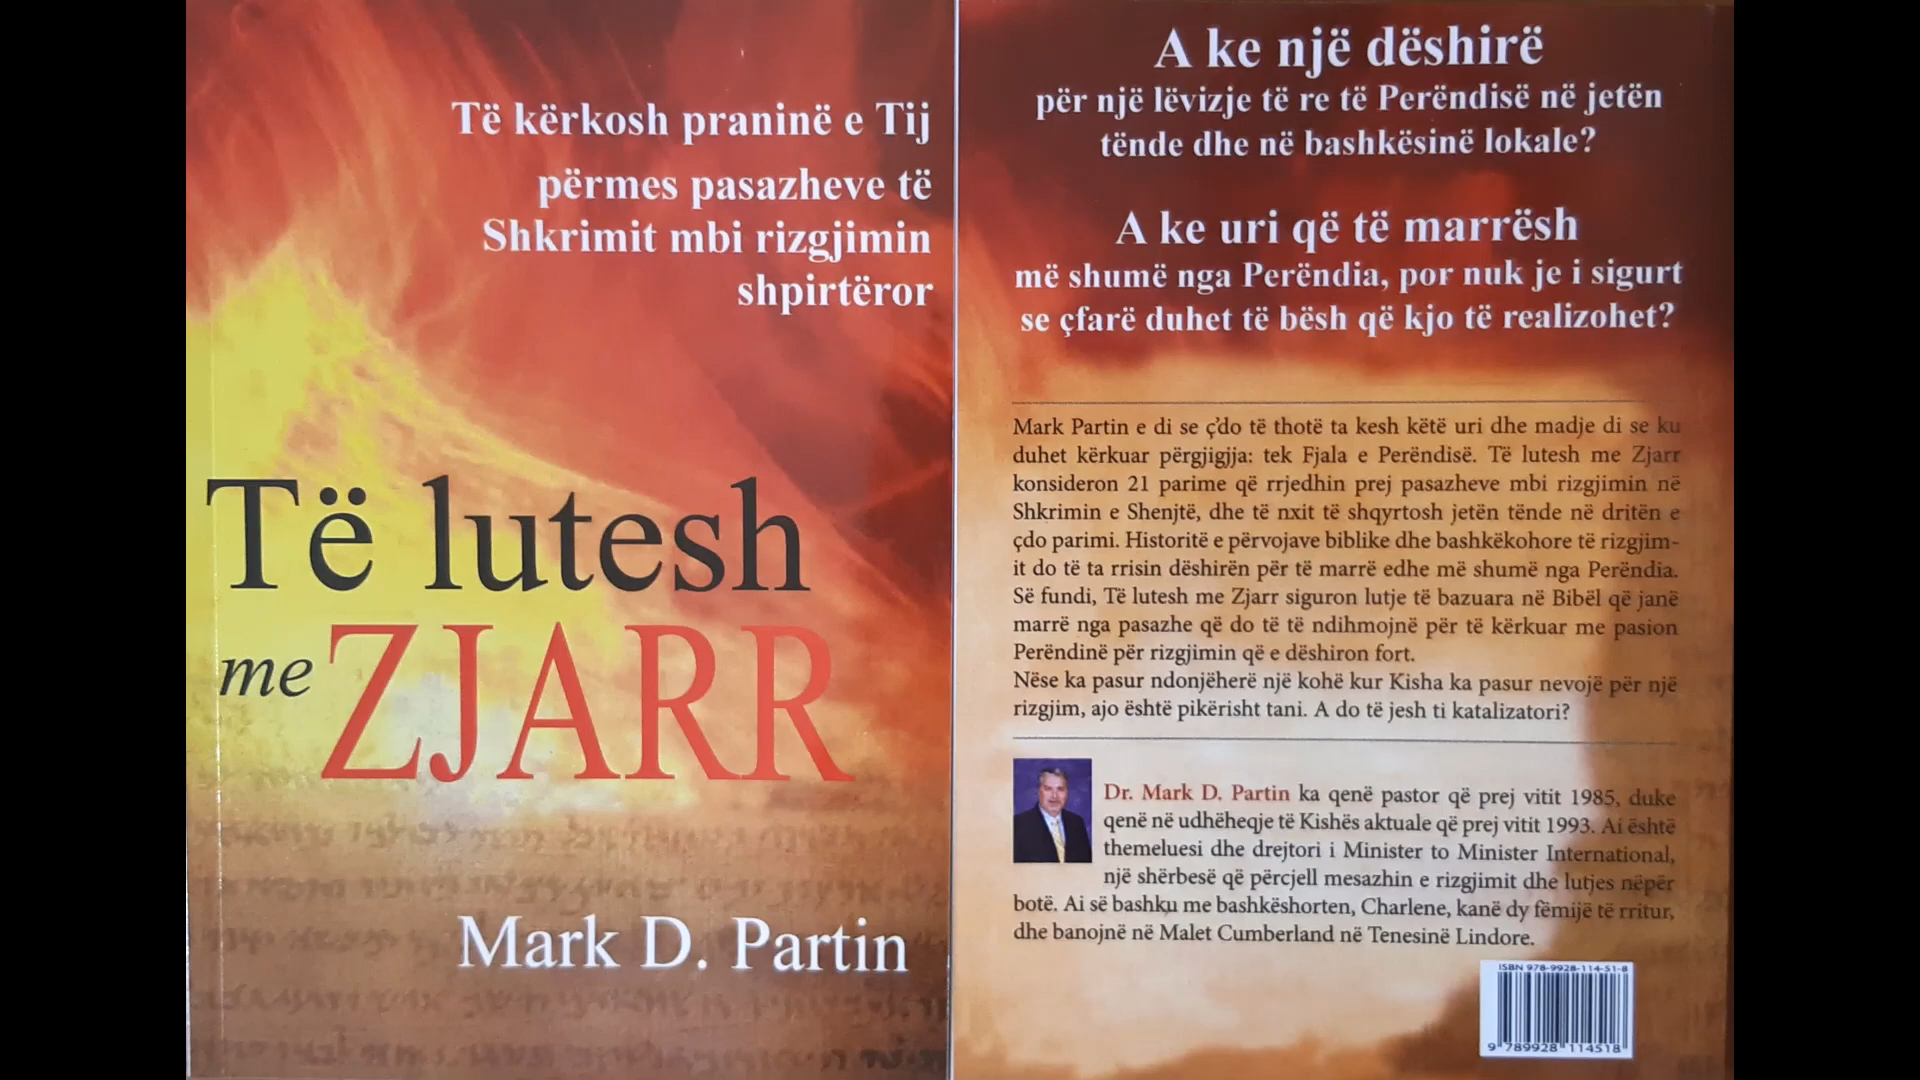 Të kërkosh praninë e Tij
përmes pasazheve të
Shkrimit mbi rizgjimin
shpirtëror
Të lutesh
me ZJARR
Mark D. Partin
A ke një dëshirë
për një lëvizje të re të Perëndisë në jetën
tënde dhe në bashkësinë lokale?
A ke uri që të marrësh
më shumë nga Perëndia, por nuk je i sigurt
se çfarë duhet të bësh që kjo të realizohet?
Mark Partin e di se ç'do të thotë ta kesh këtë uri dhe madje di se ku
duhet kërkuar përgjigjja: tek Fjala e Perëndisë. Të lutesh me Zjarr
konsideron 21 parime që rrjedhin prej pasazheve mbi rizgjimin në
Shkrimin e Shenjtë, dhe të nxit të shqyrtosh jetën tënde në dritën e
çdo parimi. Historitë e përvojave biblike dhe bashkëkohore të rizgjim-
it do të ta rrisin dëshirën për të marrë edhe më shumë nga Perëndia.
Së fundi, Të lutesh me Zjarr siguron lutje të bazuara në Bibël që janë
marrë nga pasazhe që do të të ndihmojnë për të kërkuar me pasion
Perëndinë për rizgjimin që e dëshiron fort.
Nëse ka pasur ndonjëherë një kohë kur Kisha ka pasur nevojë për një
rizgjim, ajo është pikërisht tani. A do të jesh ti katalizatori?
Dr. Mark D. Partin ka qenë pastor që prej vitit 1985, duke
qenë në udhëheqje të Kishës aktuale që prej vitit 1993. Ai është
themeluesi dhe drejtori i Minister to Minister International,
një shërbesë që përcjell mesazhin e rizgjimit dhe lutjes nëpër
botë. Ai së bashku me bashkëshorten, Charlene, kanë dy fëmijë të rritur,
dhe banojnë në Malet Cumberland në Tenesinë Lindore.
ISBN 978-9928-114-51-8
9 789928 114518